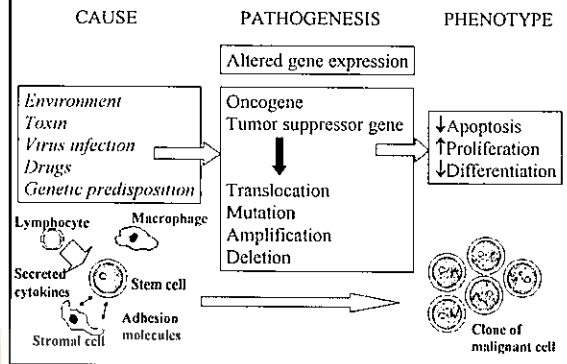 CAUSE
PATHOGENESIS
PHENOTYPE
Altered gene expression
Environment
Toxin
Virus infection
Drugs
Genetic predisposition
Oncogene
Tumor suppressor gene
Translocation
Mutation
Amplification
Deletion
↓Apoptosis
↑Proliferation
↓Differentiation
Lymphocyte
Macrophage
Secreted
cytokines
Stem cell
Adhesion
molecules
Stromal cell
Clone of
malignant cell